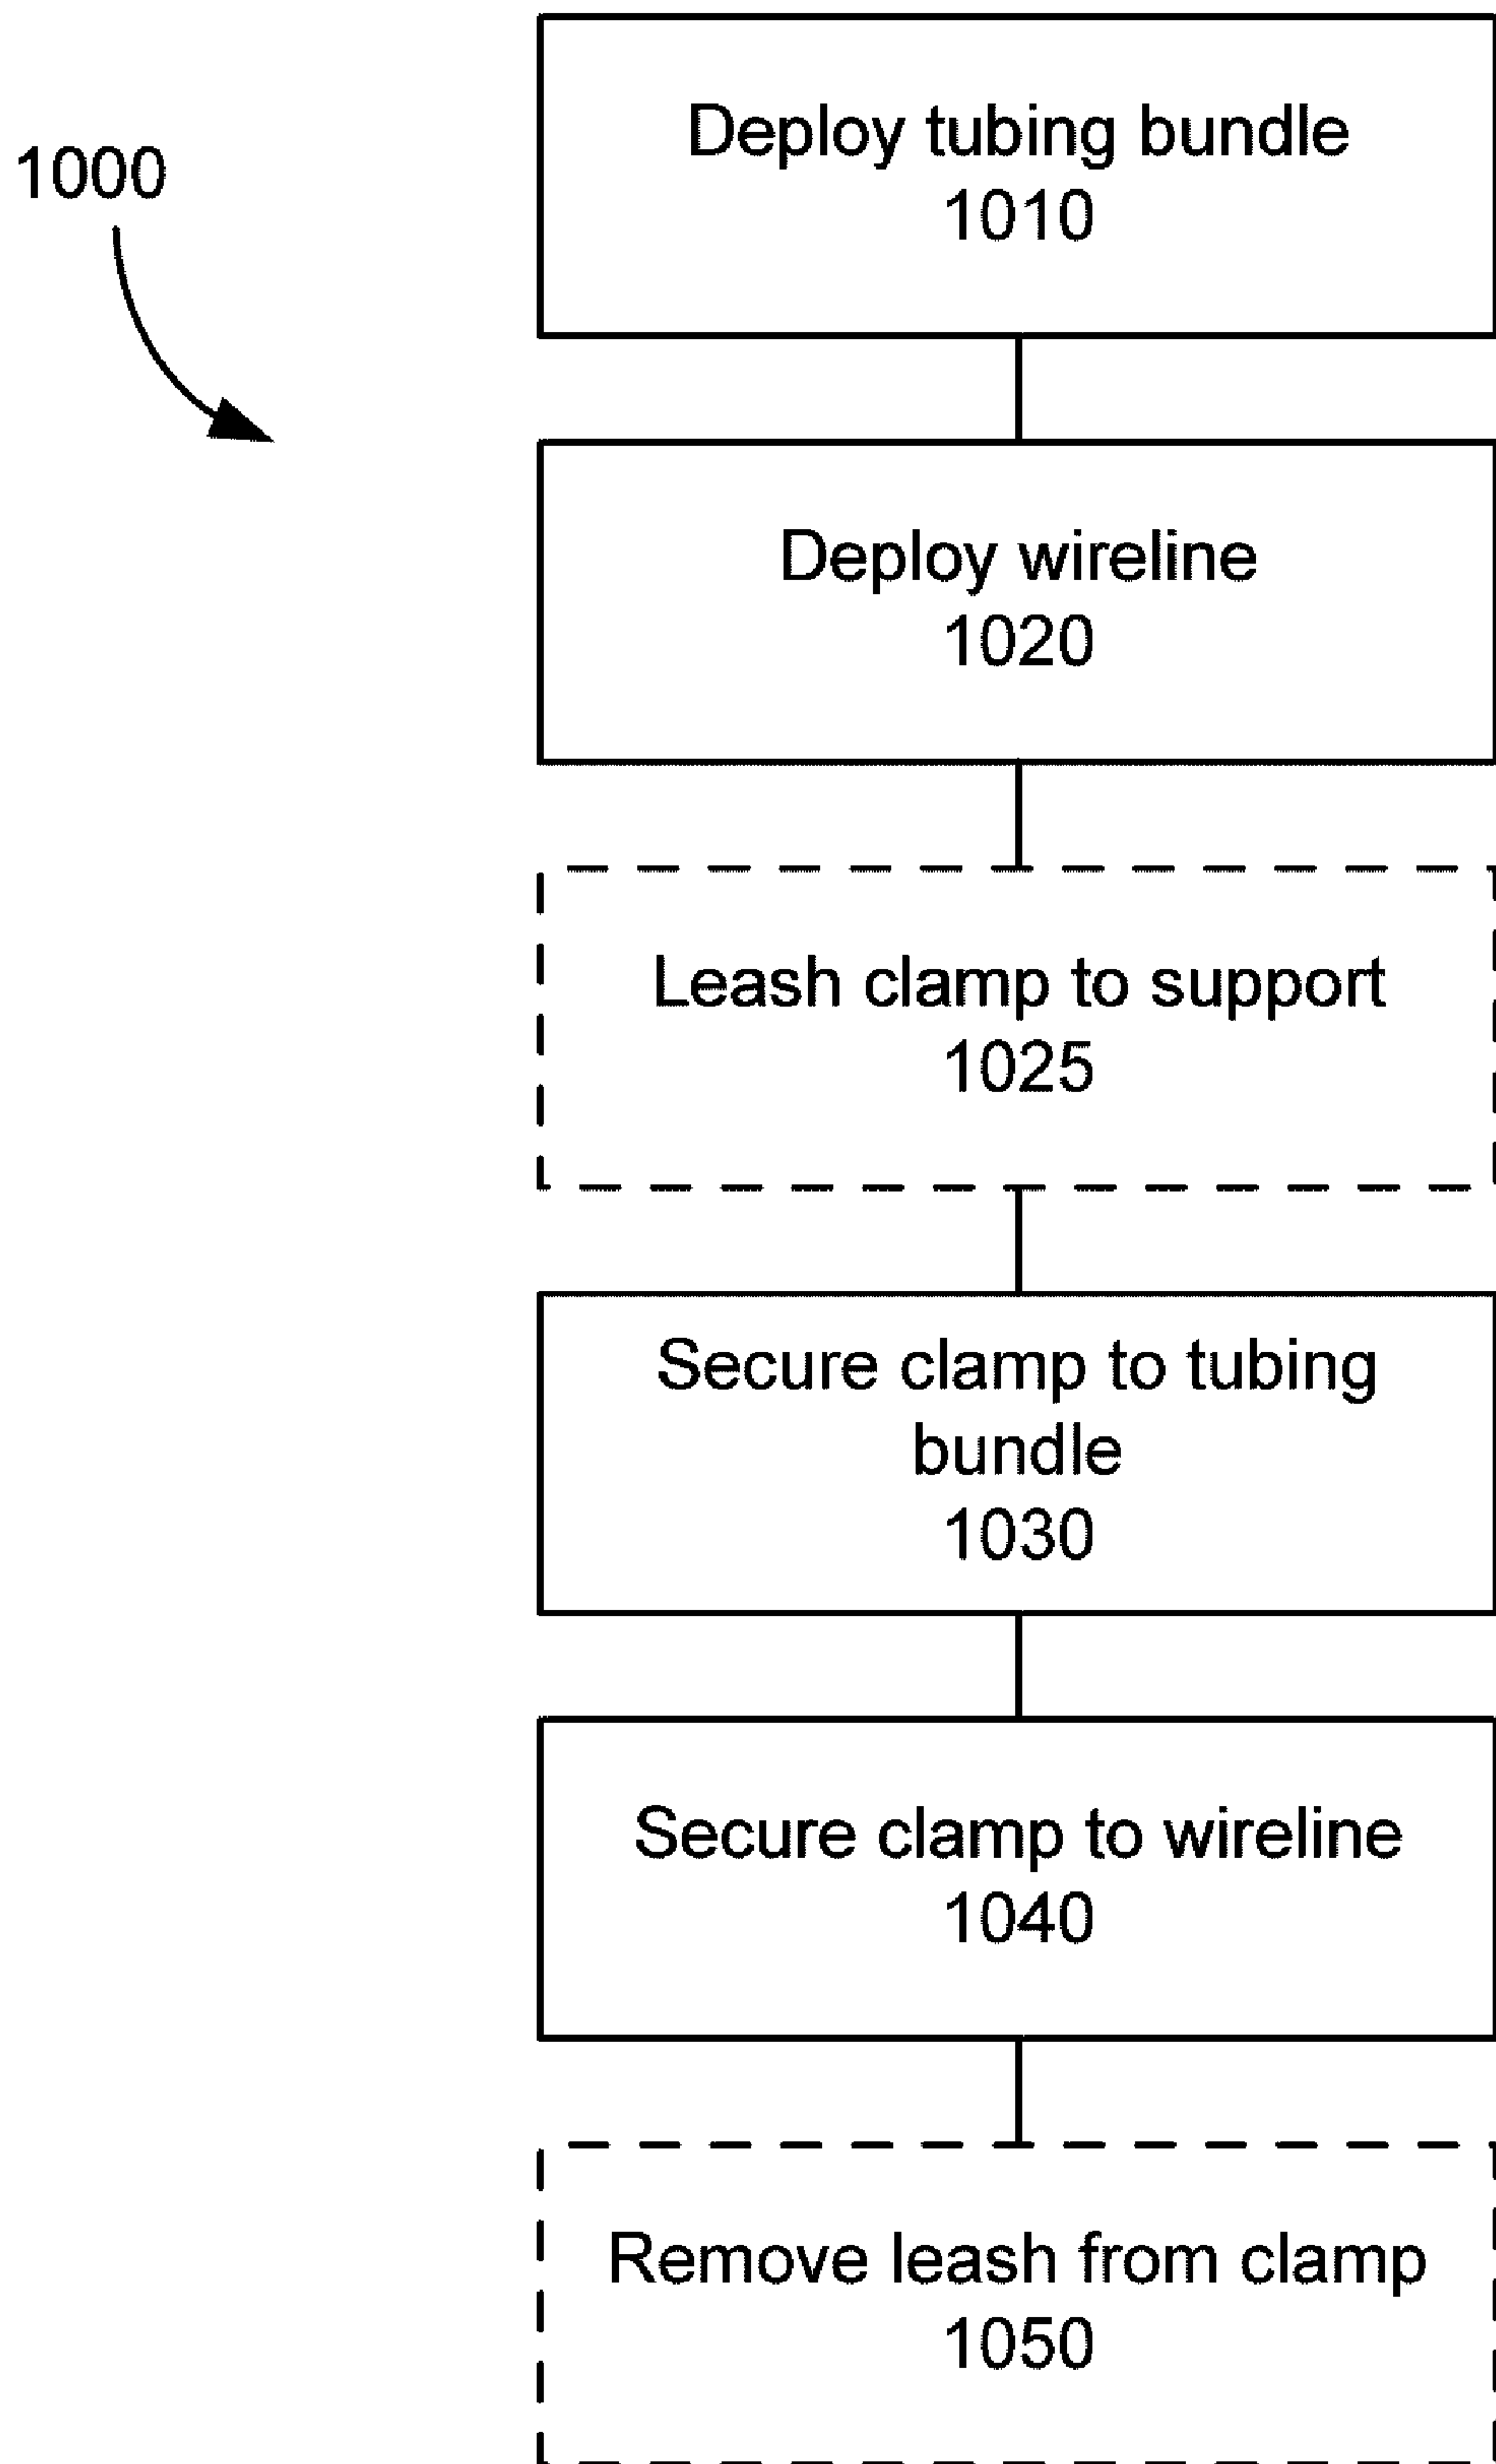 1000
Deploy tubing bundle
1010
Deploy wireline
1020
Leash clamp to support
1025
Secure clamp to tubing
bundle
1030
Secure clamp to wireline
1040
Remove leash from clamp
1050